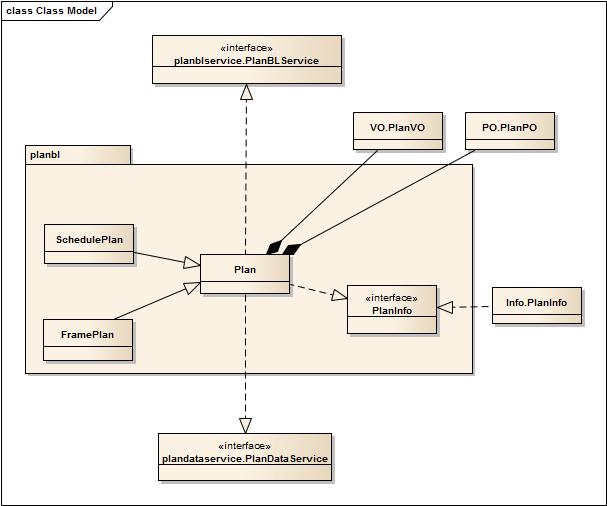 class Class Model
«interface»
planblservice.PlanBLService
VO.PlanVO
PO.PlanPO
planbl
SchedulePlan
Plan
«interface»
PlanInfo
Info.PlanInfo
FramePlan
«interface»
plandataservice.PlanDataService